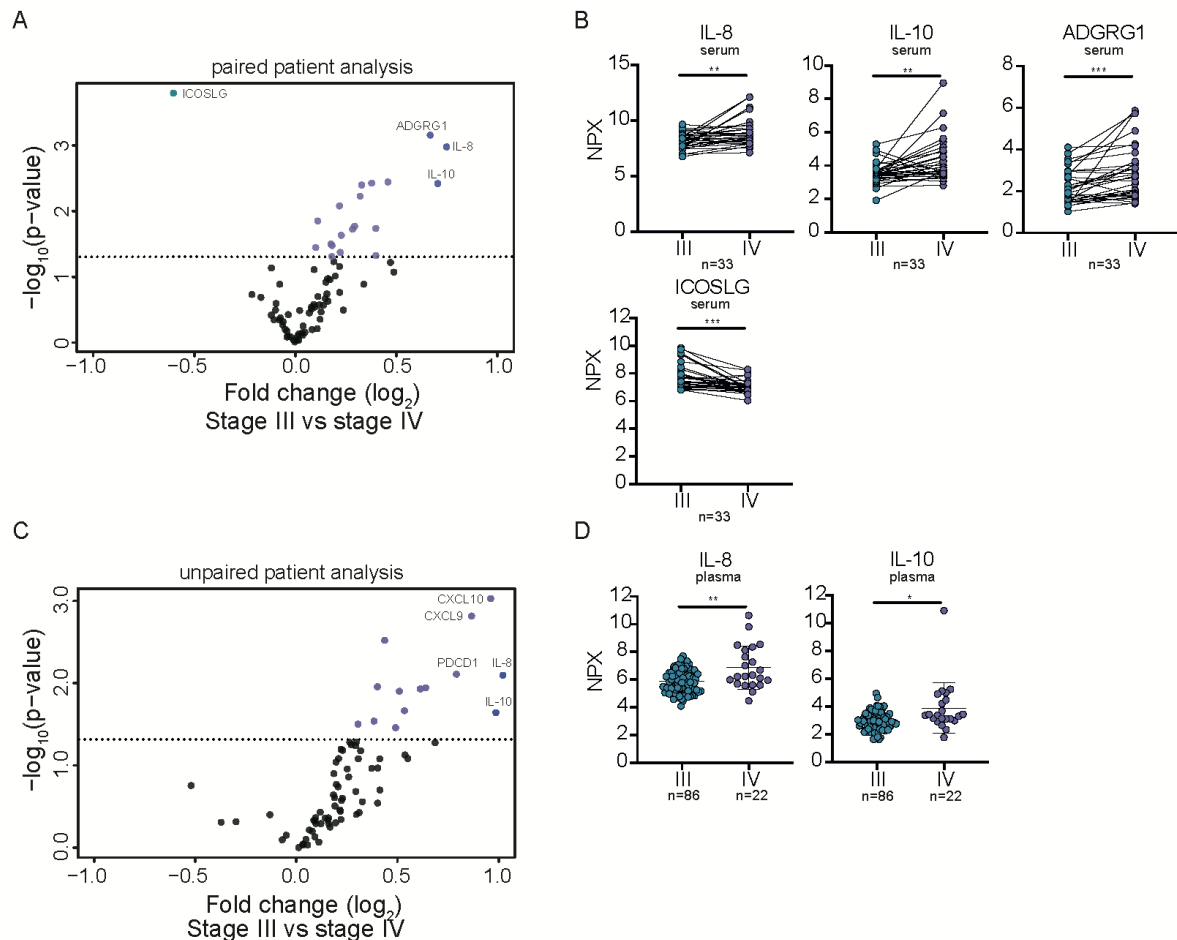 A
paired patient analysis
ICOSLG
ADGRG1
IL-8
IL-10
3
2
1
0
−log10(p−value)
−1.0
−0.5
0.0
0.5
1.0
Fold change (log2)
Stage III vs stage IV
B
IL-8
serum
**
15
10
5
0
NPX
III
IV
n=33
IL-10
serum
**
10
8
6
4
2
0
III
IV
n=33
ADGRG1
serum
***
8
6
4
2
0
III
IV
n=33
ICOSLG
serum
***
12
10
8
6
4
2
0
NPX
III
IV
n=33
C
unpaired patient analysis
CXCL10
CXCL9
PDCD1
IL-8
IL-10
3.0
2.0
1.0
0.0
−log10(p−value)
−1.0
−0.5
0.0
0.5
1.0
Fold change (log2)
Stage III vs stage IV
D
IL-8
plasma
**
12
10
8
6
4
2
0
NPX
III
IV
n=86
n=22
IL-10
plasma
*
12
10
8
6
4
2
0
III
IV
n=86
n=22